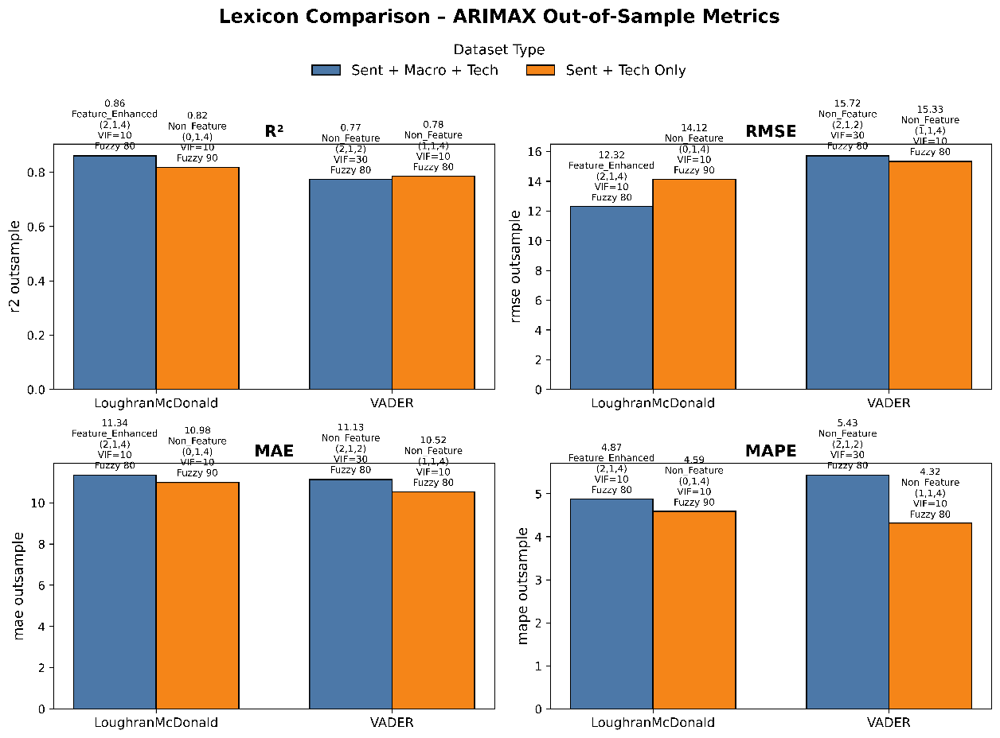 Lexicon Comparison – ARIMAX Out-of-Sample Metrics
Dataset Type
Sent + Macro + Tech
Sent + Tech Only
R²
r2 outsample
0.8
0.6
0.4
0.2
0.0
0.86
Feature_Enhanced
(2,1,4)
VIF=10
Fuzzy 80
0.82
Non_Feature
(0,1,4)
VIF=10
Fuzzy 90
0.77
Non_Feature
(2,1,2)
VIF=30
Fuzzy 80
0.78
Non_Feature
(1,1,4)
VIF=10
Fuzzy 80
LoughranMcDonald
VADER
RMSE
rmse outsample
16
14
12
10
8
6
4
2
0
12.32
Feature_Enhanced
(2,1,4)
VIF=10
Fuzzy 80
14.12
Non_Feature
(0,1,4)
VIF=10
Fuzzy 90
15.72
Non_Feature
(2,1,2)
VIF=30
Fuzzy 80
15.33
Non_Feature
(1,1,4)
VIF=10
Fuzzy 80
LoughranMcDonald
VADER
MAE
mae outsample
10
8
6
4
2
0
11.34
Feature_Enhanced
(2,1,4)
VIF=10
Fuzzy 80
10.98
Non_Feature
(0,1,4)
VIF=10
Fuzzy 90
11.13
Non_Feature
(2,1,2)
VIF=30
Fuzzy 80
10.52
Non_Feature
(1,1,4)
VIF=10
Fuzzy 80
LoughranMcDonald
VADER
MAPE
mape outsample
5
4
3
2
1
0
4.87
Feature_Enhanced
(2,1,4)
VIF=10
Fuzzy 80
4.59
Non_Feature
(0,1,4)
VIF=10
Fuzzy 90
5.43
Non_Feature
(2,1,2)
VIF=30
Fuzzy 80
4.32
Non_Feature
(1,1,4)
VIF=10
Fuzzy 80
LoughranMcDonald
VADER